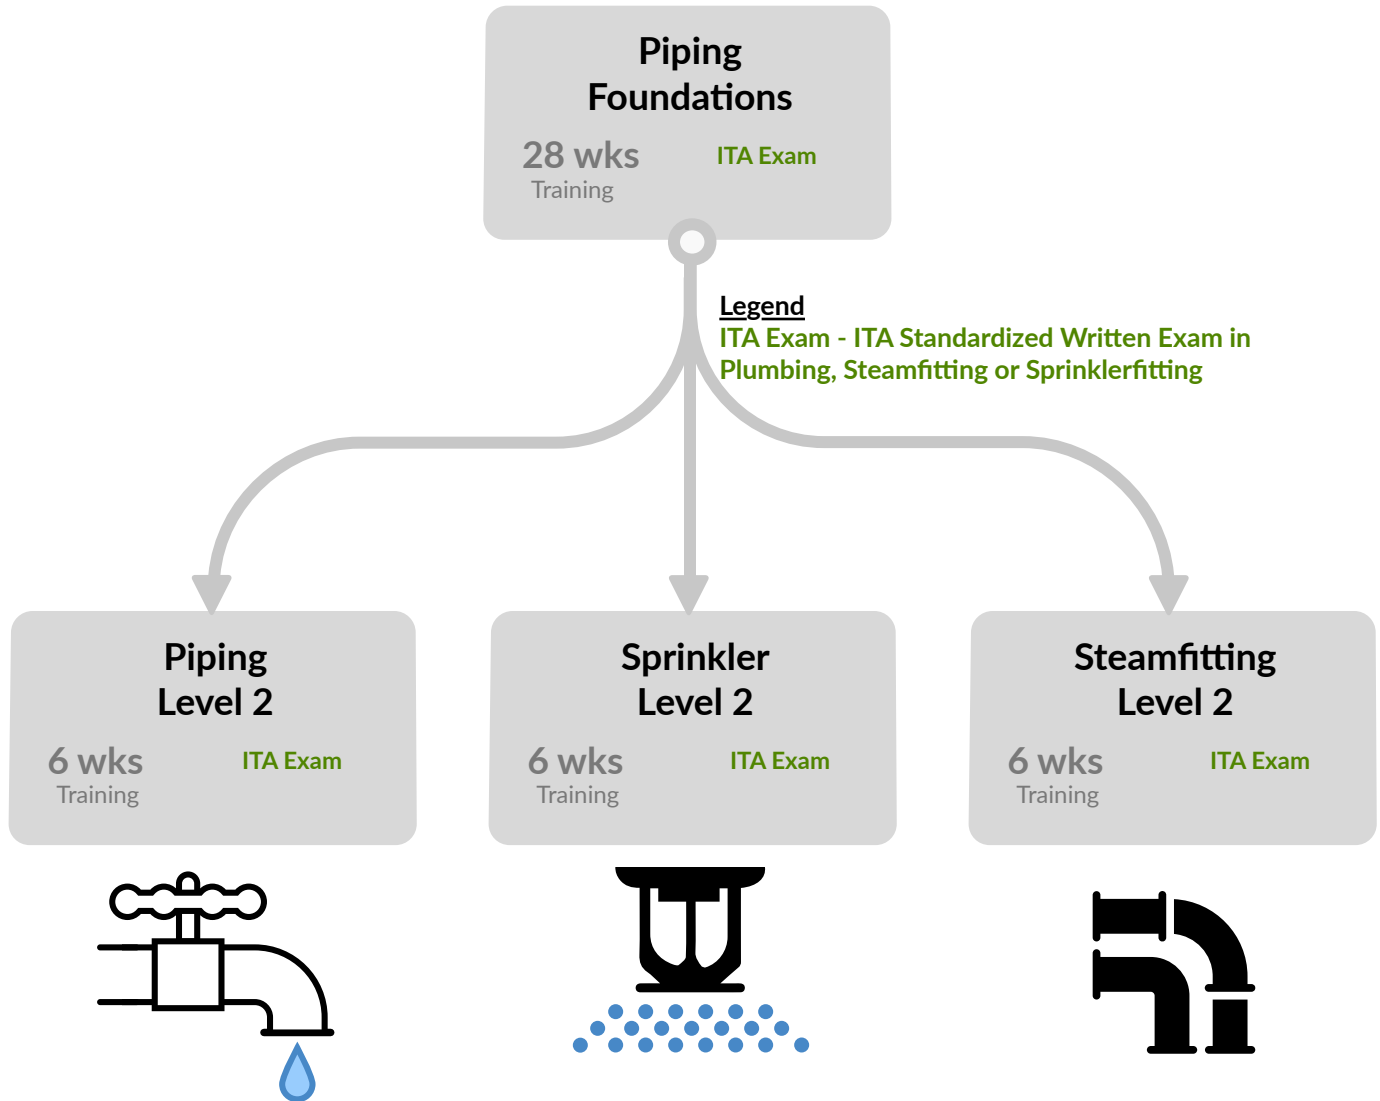 Piping
Foundations
28 wks
ITA Exam
Training
Legend
ITA Exam - ITA Standardized Written Exam in
Plumbing, Steamfitting or Sprinklerfitting
Piping
Level 2
6 wks
ITA Exam
Training
Sprinkler
Level 2
6 wks
ITA Exam
Training
Steamfitting
Level 2
6 wks
ITA Exam
Training